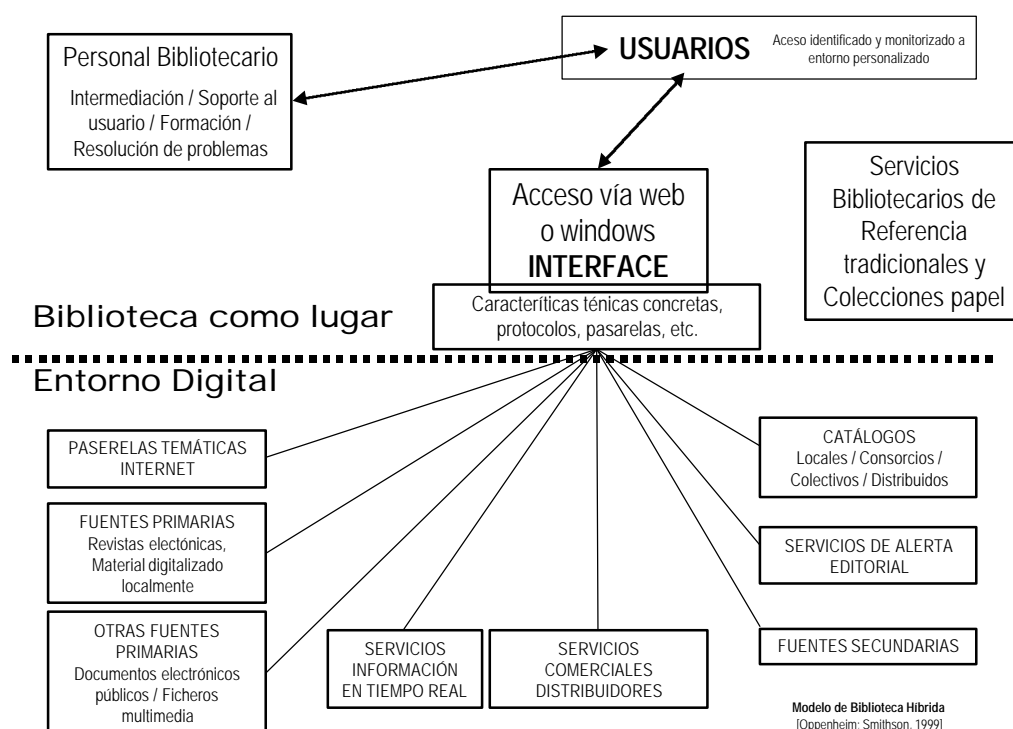 Personal Bibliotecario
Intermediación / Soporte al
usuario / Formación /
Resolución de problemas
USUARIOS
Aceso identificado y monitorizado a
entorno personalizado
Acceso vía web
o windows
INTERFACE
Caracteríticas ténicas concretas,
protocolos, pasarelas, etc.
Servicios
Bibliotecarios de
Referencia
tradicionales y
Colecciones papel
Biblioteca como lugar
Entorno Digital
PASERELAS TEMÁTICAS
INTERNET
FUENTES PRIMARIAS
Revistas electónicas,
Material digitalizado
localmente
OTRAS FUENTES
PRIMARIAS
Documentos electrónicos
públicos / Ficheros
multimedia
SERVICIOS
INFORMACIÓN
EN TIEMPO REAL
SERVICIOS
COMERCIALES
DISTRIBUIDORES
CATÁLOGOS
Locales / Consorcios /
Colectivos / Distribuidos
SERVICIOS DE ALERTA
EDITORIAL
FUENTES SECUNDARIAS
Modelo de Biblioteca Híbrida
[Oppenheim; Smithson, 1999]